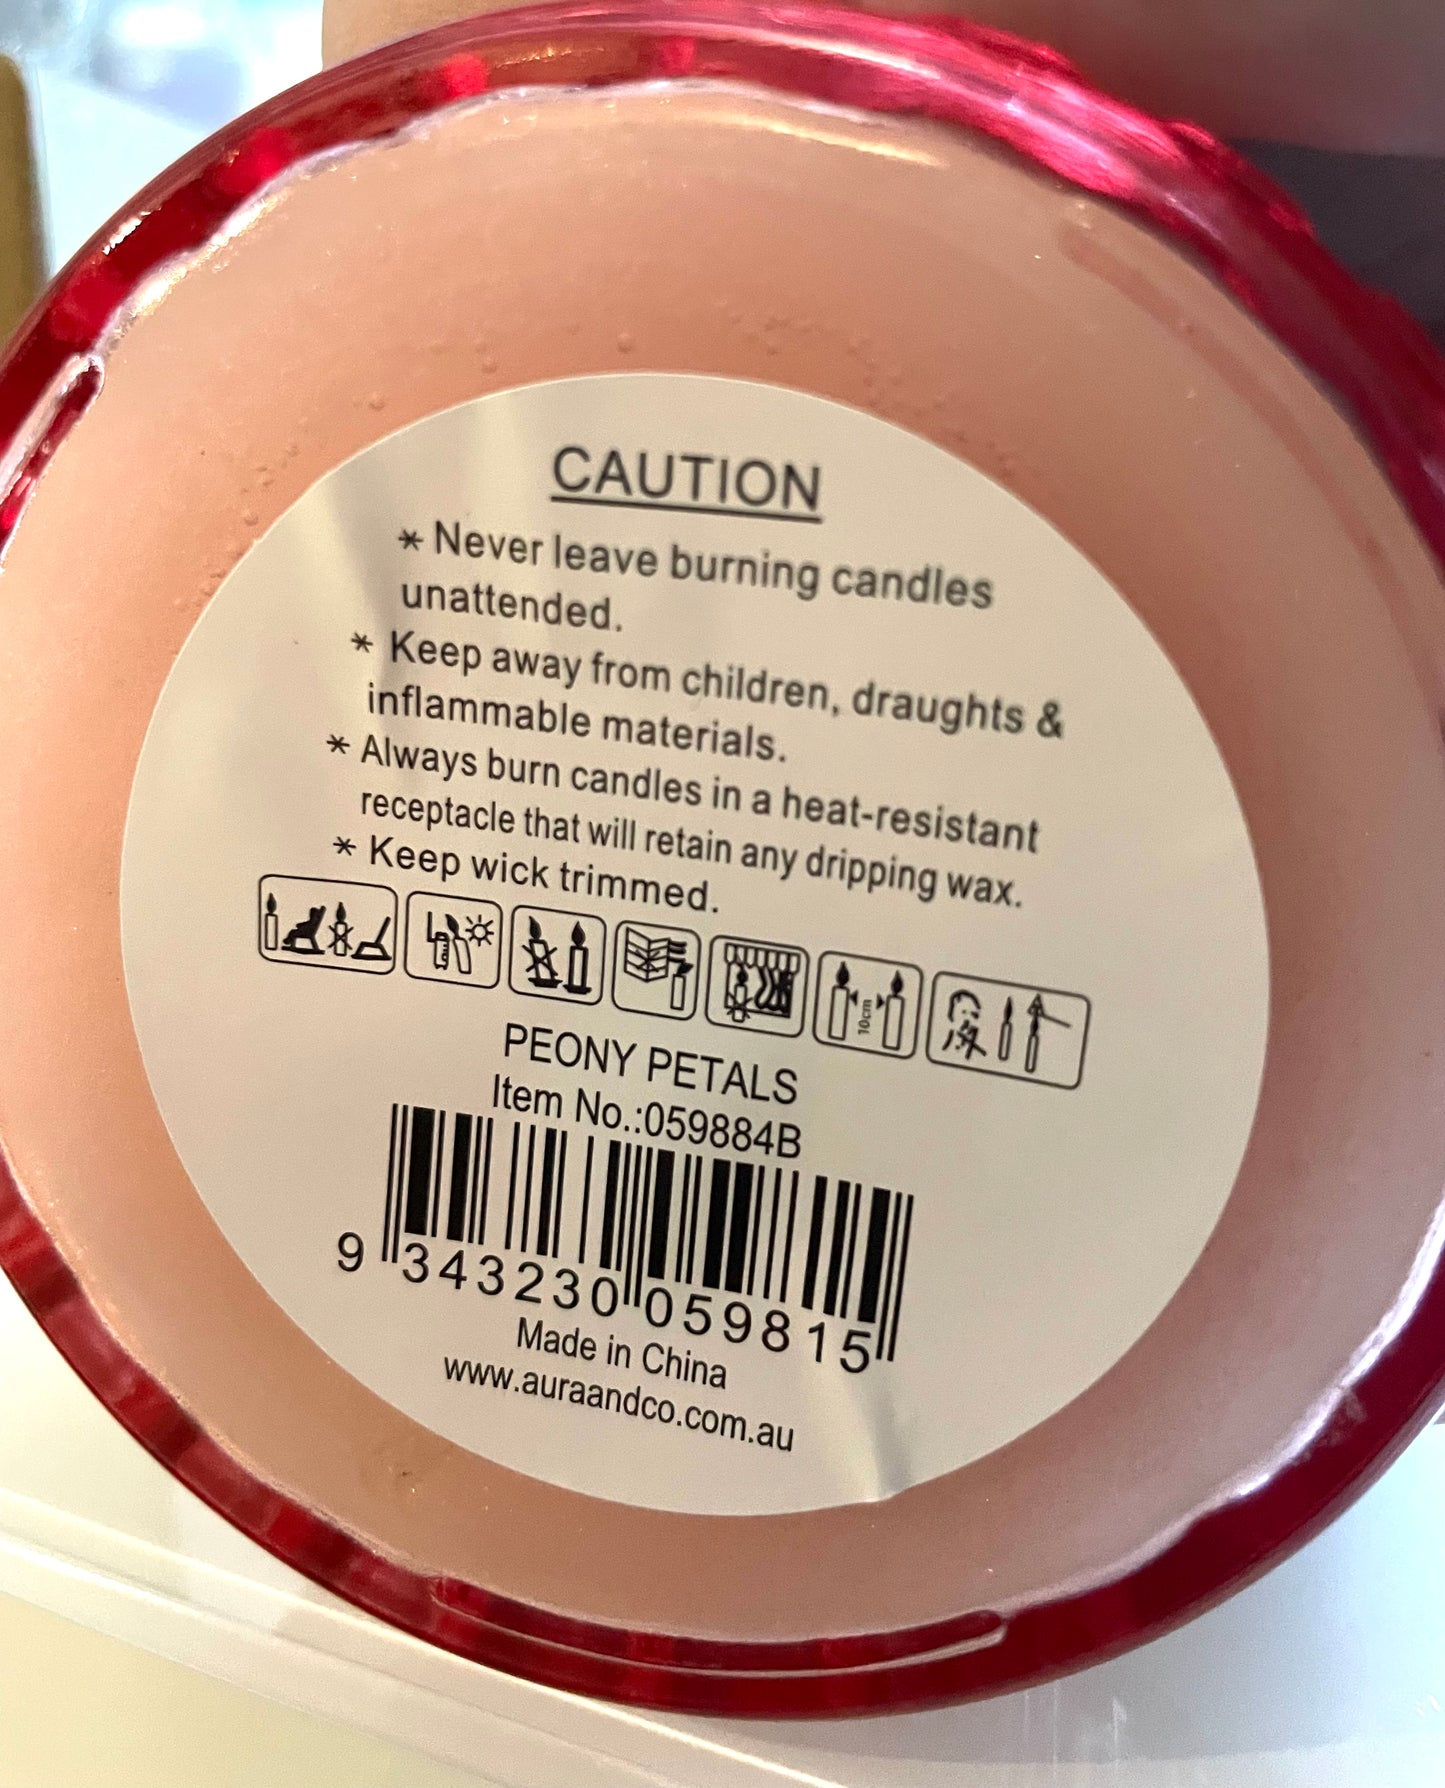 CAUTION
* Never leave burning candles
unattended.
* Keep away from children, draughts &
inflammable materials.
* Always burn candles in a heat-resistant
receptacle that will retain any dripping wax.
* Keep wick trimmed.
10cm
PEONY PETALS
Item No.:059884B
9 343230 059815
Made in China
www.auraandco.com.au